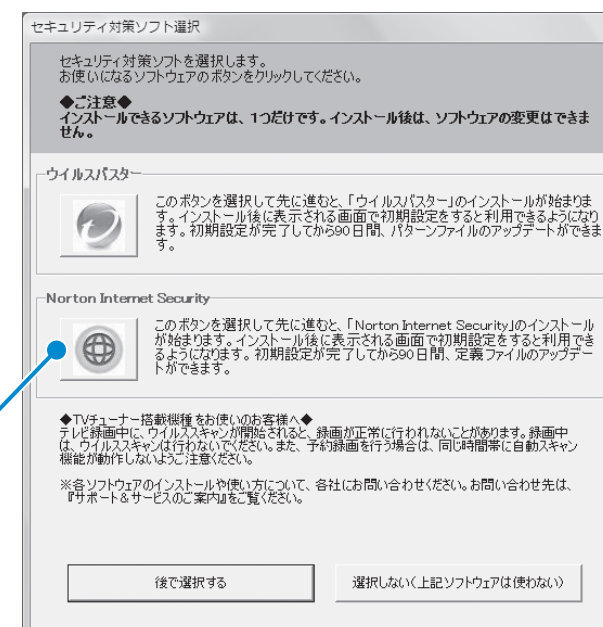 セキュリティ対策ソフト選択
セキュリティ対策ソフトを選択します。
お使いになるソフトウェアのボタンをクリックしてください。
◆ご注意◆
インストールできるソフトウェアは、1つだけです。インストール後は、ソフトウェアの変更はできま
せん。
ウイルスバスター
このボタンを選択して先に進むと、「ウイルスバスター」のインストールが始まりま
す。インストール後に表示される画面で初期設定をすると利用できるようになり
ます。初期設定が完了してから90日間、パターンファイルのアップデートができま
す。
Norton Internet Security
このボタンを選択して先に進むと、「Norton Internet Security」のインストール
が始まります。インストール後に表示される画面で初期設定をすると利用でき
るようになります。初期設定が完了してから90日間、定義ファイルのアップデー
トができます。
◆TVチューナー搭載機種をお使いのお客様へ◆
テレビ録画中に、ウイルススキャンが開始されると、録画が正常に行われないことがあります。録画中
は、ウイルススキャンは行わないでください。また、予約録画を行う場合は、同じ時間帯に自動スキャン
機能が動作しないようご注意ください。
※各ソフトウェアのインストールや使い方について、各社にお問い合わせください。お問い合わせ先は、
『サポート&サービスのご案内』をご覧ください。
後で選択する
選択しない(上記ソフトウェアは使わない)